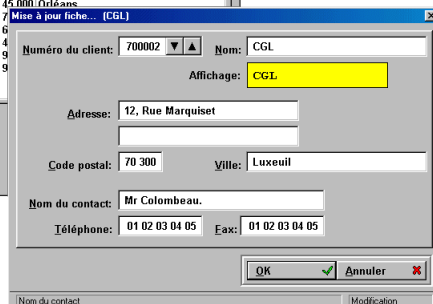 45 000 Orléans
Mise à jour fiche... (CGL)
Numéro du client: 700002 Nom: CGL
Affichage: CGL
Adresse: 12, Rue Marquiset
Code postal: 70 300 Ville: Luxeuil
Nom du contact: Mr Colombeau.
Téléphone: 01 02 03 04 05 Fax: 01 02 03 04 05
OK Annuler
Nom du contact Modification